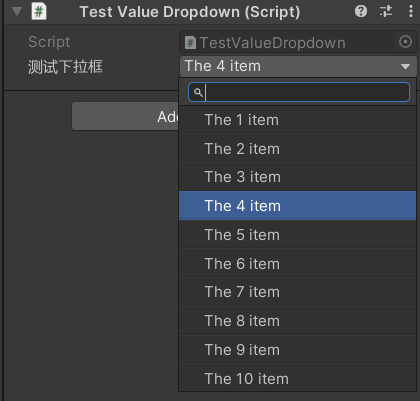 Test Value Dropdown (Script)
Script TestValueDropdown
测试下拉框 The 4 item
Add
The 1 item
The 2 item
The 3 item
The 4 item
The 5 item
The 6 item
The 7 item
The 8 item
The 9 item
The 10 item